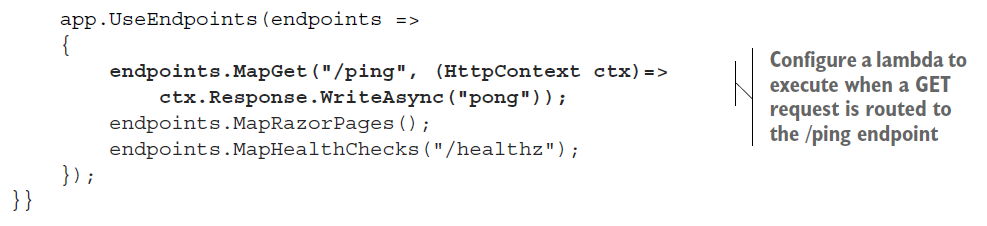 app.UseEndpoints(endpoints =>
{
endpoints.MapGet("/ping", (HttpContext ctx)=>
ctx.Response.WriteAsync("pong"));
endpoints.MapRazorPages();
endpoints.MapHealthChecks("/healthz");
});
}}
Configure a lambda to
execute when a GET
request is routed to
the /ping endpoint